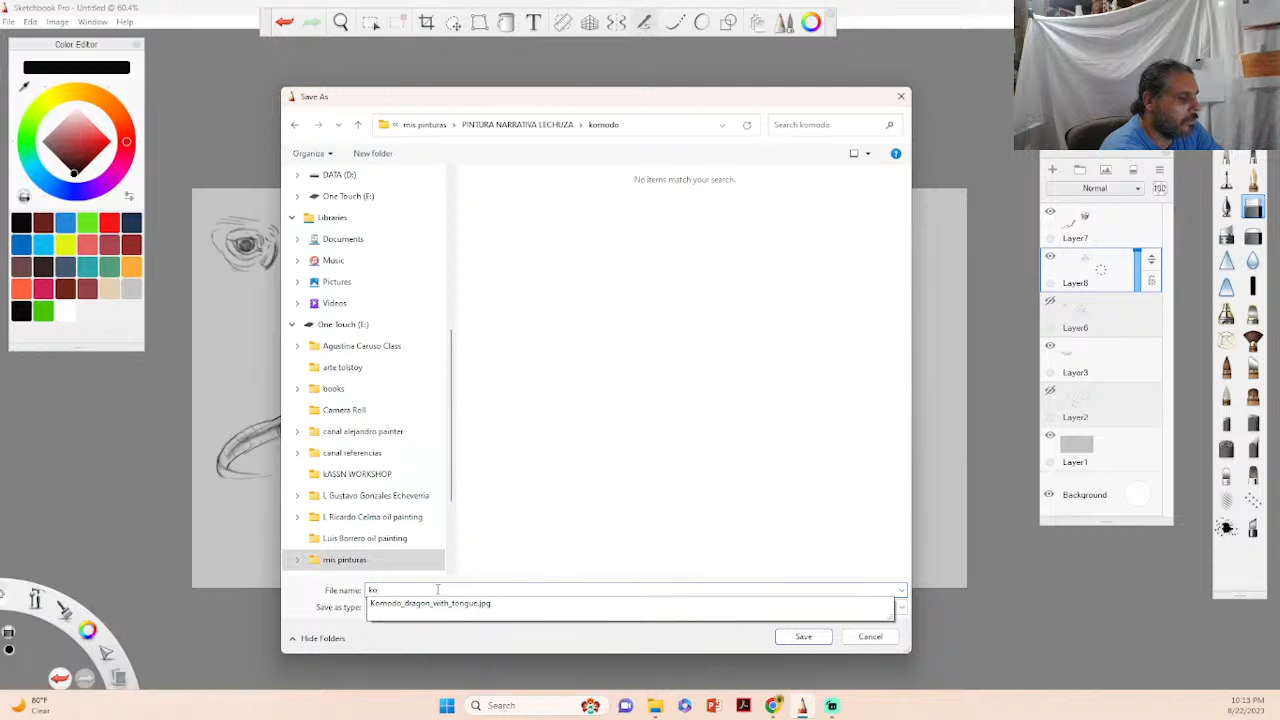 Sketchbook Pro - Untitled @ 60.4%
File Edit Image Window Help
Color Editor
Save As
« mis pinturas > PINTURA NARRATIVA LECHUZA > komodo
Search komodo
Organize
New folder
DATA (D:)
One Touch (E:)
Libraries
Documents
Music
Pictures
Videos
One Touch (E:)
Agustina Caruso Class
arte tolstoy
books
Camera Roll
canal alejandro painter
canal referencias
kASSN WORKSHOP
L Gustavo Gonzales Echeverria
L Ricardo Celma oil painting
Luis Borrero oil painting
mis pinturas
No items match your search.
File name: ko
Komodo_dragon_with_tongue.jpg
Save as type:
Hide Folders
Save
Cancel
Normal
100
Layer7
Layer8
Layer6
Layer3
Layer2
Layer1
Background
80°F
Clear
Search
10:13 PM
8/22/2023